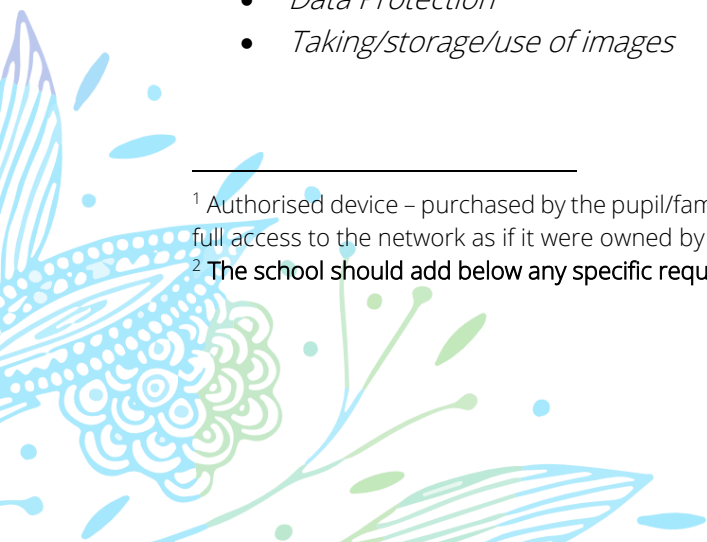 • Data Protection
• Taking/storage/use of images
1 Authorised device – purchased by the pupil/fam
full access to the network as if it were owned by
2 The school should add below any specific requ